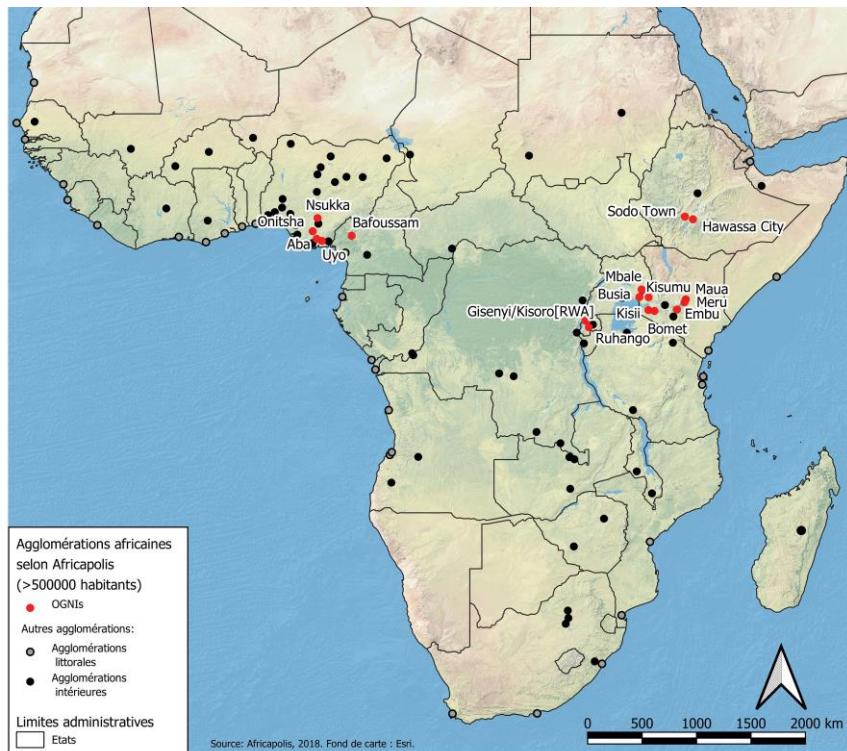 Nsukka
Onitsha
Bafoussam
Aba
Uyo
Sodo Town
Hawassa City
Mbale
Kisumu
Maua
Busia
Meru
Gisenyi/Kisoro[RWA]
Kisii
Embu
Bomet
Ruhango
Agglomérations africaines
selon Africapolis
(>500000 habitants)
OGNIs
Autres agglomérations:
Agglomérations
littorales
Agglomérations
intérieures
Limites administratives
Etats
Source: Africapolis, 2018. Fond de carte : Esri.
0 500 1000 1500 2000 km